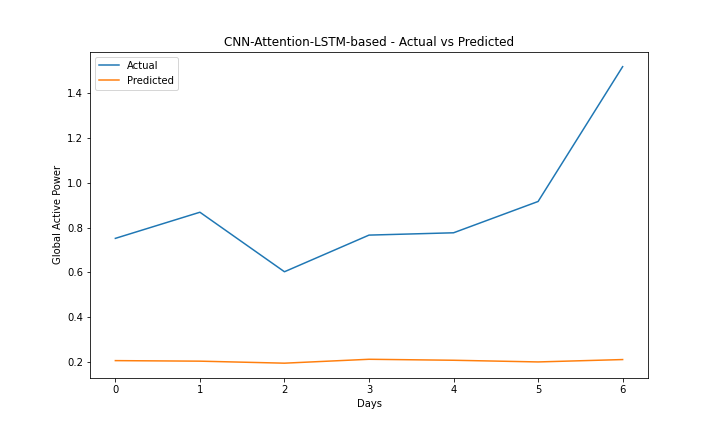 CNN-Attention-LSTM-based - Actual vs Predicted
Actual
Predicted
Global Active Power
1.4
1.2
1.0
0.8
0.6
0.4
0.2
0 1 2 3 4 5 6
Days